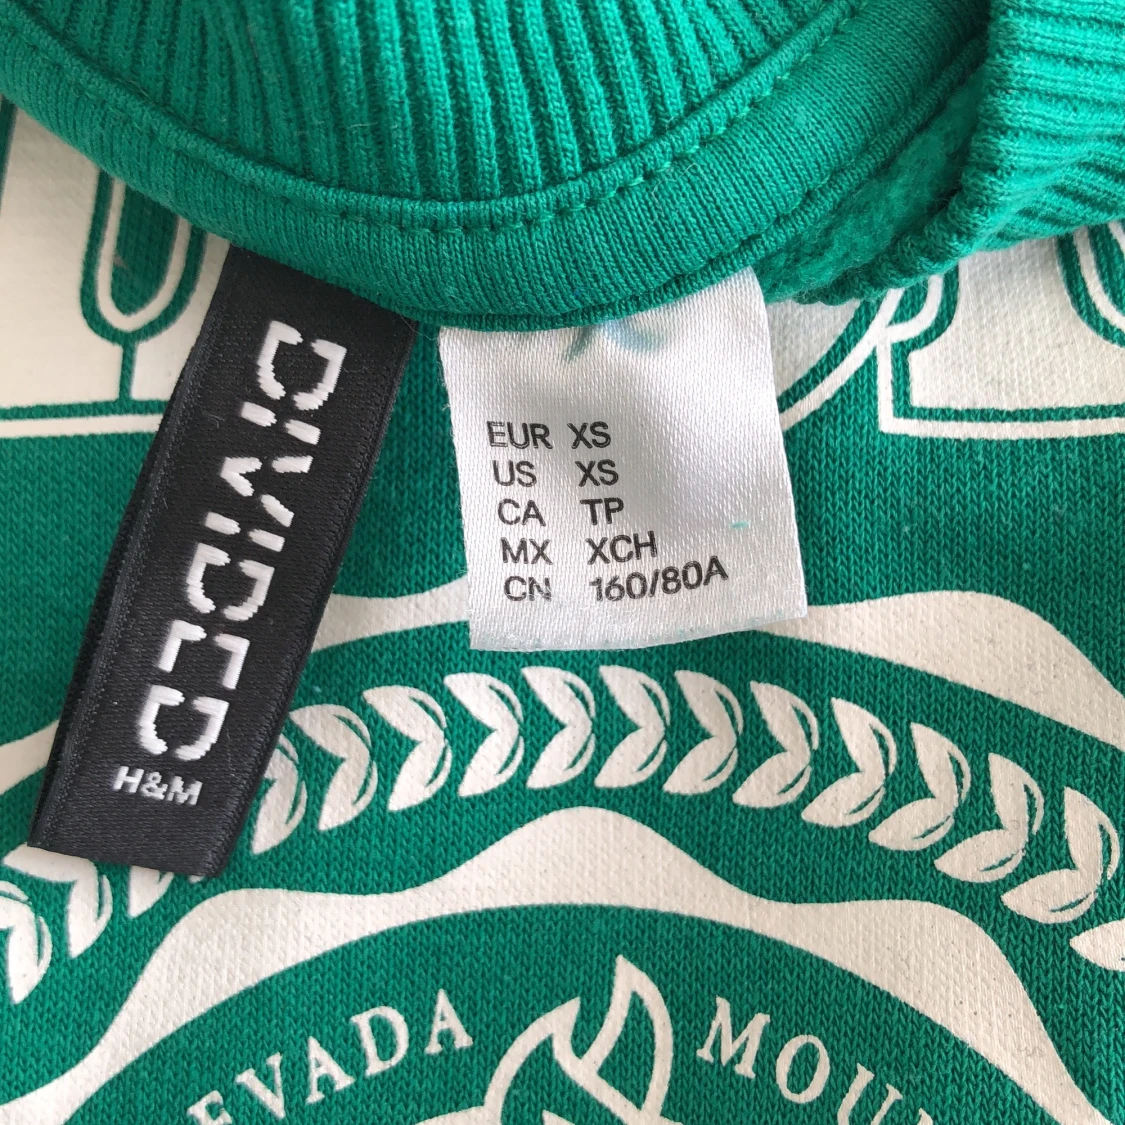 DIVIDED
H&M
EUR XS
US XS
CA TP
MX XCH
CN 160/80A
EVADA
MOU